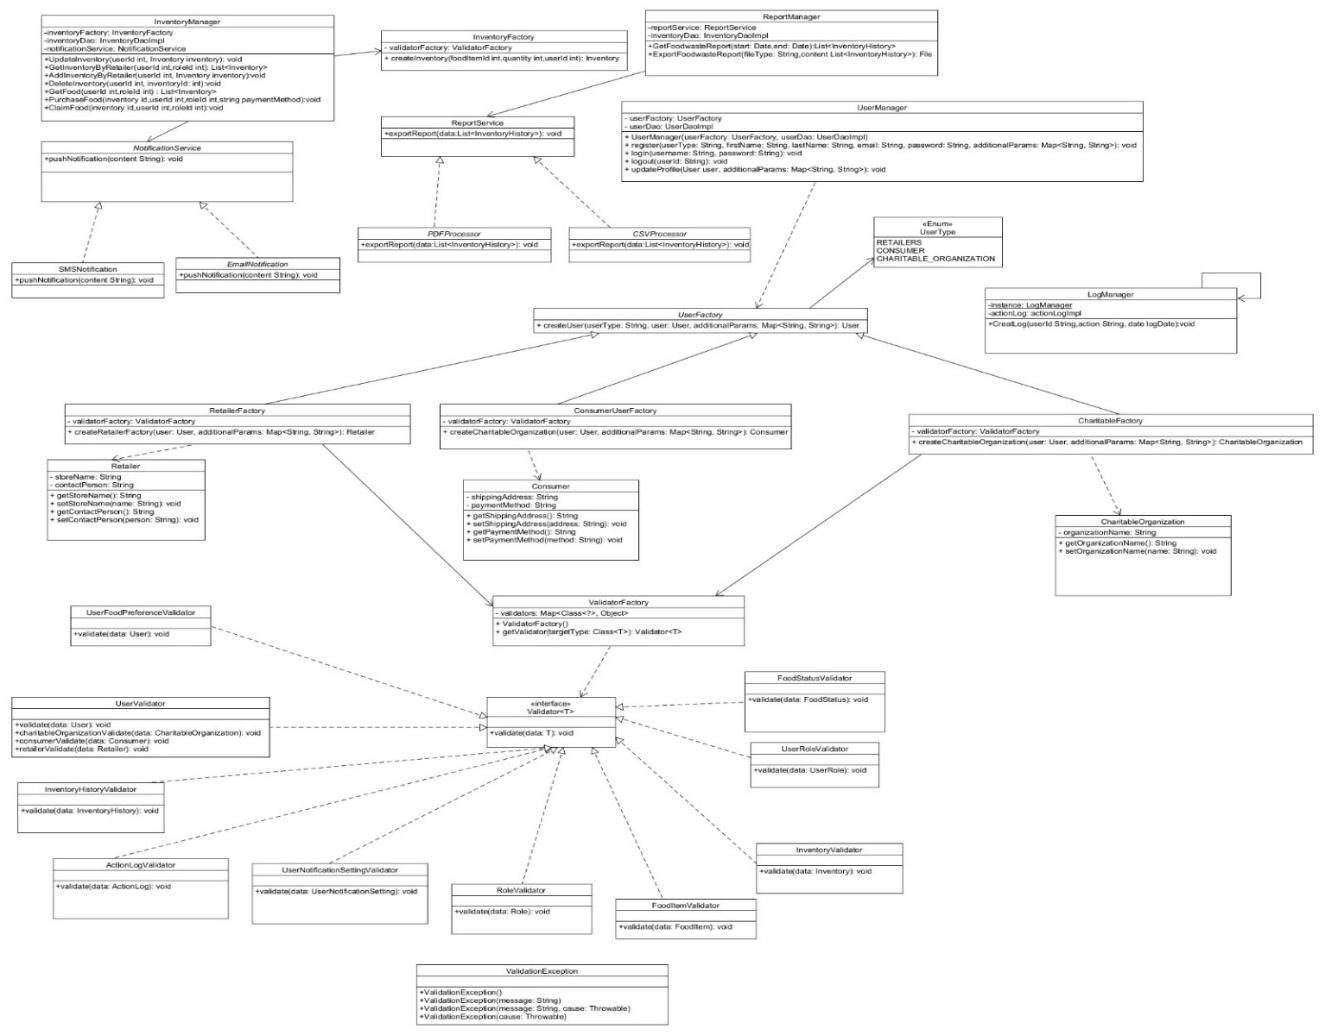 InventoryManager
-inventoryFactory: InventoryFactory
-inventoryDao: InventoryDaoImpl
-notificationService: NotificationService
+UpdateInventory(userId int, Inventory inventory): void
+GetInventoryByRetailer(userId int,roleId int): List<Inventory>
+AddInventoryByRetailer(userId int, Inventory inventory):void
+DeleteInventory(userId int, inventoryId: int):void
+GetFood(userId int,roleId int) : List<Inventory>
+PurchaseFood(inventory Id,userId int,roleId int,string paymentMethod):void
+ClaimFood(inventory Id,userId int,roleId int):void
InventoryFactory
- validatorFactory: ValidatorFactory
+ createInventory(foodItemId int,quantity int,userId int): Inventory
ReportManager
-reportService: ReportService
-inventoryDao: InventoryDaoImpl
+GetFoodwasteReport(start: Date,end: Date):List<InventoryHistory>
+ExportFoodwasteReport(fileType: String,content List<InventoryHistory>): File
NotificationService
+pushNotification(content String): void
ReportService
+exportReport(data:List<InventoryHistory>): void
UserManager
- userFactory: UserFactory
- userDao: UserDaoImpl
+ UserManager(userFactory: UserFactory, userDao: UserDaoImpl)
+ register(userType: String, firstName: String, lastName: String, email: String, password: String, additionalParams: Map<String, String>): void
+ login(username: String, password: String): void
+ logout(userId: String): void
+ updateProfile(User user, additionalParams: Map<String, String>): void
SMSNotification
+pushNotification(content String): void
EmailNotification
+pushNotification(content String): void
PDFProcessor
+exportReport(data:List<InventoryHistory>): void
CSVProcessor
+exportReport(data:List<InventoryHistory>): void
«Enum»
UserType
RETAILERS
CONSUMER
CHARITABLE_ORGANIZATION
LogManager
-instance: LogManager
-actionLog: actionLogImpl
+CreatLog(userId String,action String, date logDate):void
UserFactory
+ createUser(userType: String, user: User, additionalParams: Map<String, String>): User
RetailerFactory
- validatorFactory: ValidatorFactory
+ createRetailerFactory(user: User, additionalParams: Map<String, String>): Retailer
ConsumerUserFactory
- validatorFactory: ValidatorFactory
+ createCharitableOrganization(user: User, additionalParams: Map<String, String>): Consumer
CharitableFactory
- validatorFactory: ValidatorFactory
+ createCharitableOrganization(user: User, additionalParams: Map<String, String>): CharitableOrganization
Retailer
- storeName: String
- contactPerson: String
+ getStoreName(): String
+ setStoreName(name: String): void
+ getContactPerson(): String
+ setContactPerson(person: String): void
Consumer
- shippingAddress: String
- paymentMethod: String
+ getShippingAddress(): String
+ setShippingAddress(address: String): void
+ getPaymentMethod(): String
+ setPaymentMethod(method: String): void
CharitableOrganization
- organizationName: String
+ getOrganizationName(): String
+ setOrganizationName(name: String): void
ValidatorFactory
- validators: Map<Class<?>, Object>
+ ValidatorFactory()
+ getValidator(targetType: Class<T>): Validator<T>
UserFoodPreferenceValidator
+validate(data: User): void
UserValidator
+validate(data: User): void
+charitableOrganizationValidate(data: CharitableOrganization): void
+consumerValidate(data: Consumer): void
+retailerValidate(data: Retailer): void
«interface»
Validator<T>
+validate(data: T): void
FoodStatusValidator
+validate(data: FoodStatus): void
UserRoleValidator
+validate(data: UserRole): void
InventoryHistoryValidator
+validate(data: InventoryHistory): void
ActionLogValidator
+validate(data: ActionLog): void
UserNotificationSettingValidator
+validate(data: UserNotificationSetting): void
RoleValidator
+validate(data: Role): void
FoodItemValidator
+validate(data: FoodItem): void
InventoryValidator
+validate(data: Inventory): void
ValidationException
+ValidationException()
+ValidationException(message: String)
+ValidationException(message: String, cause: Throwable)
+ValidationException(cause: Throwable)